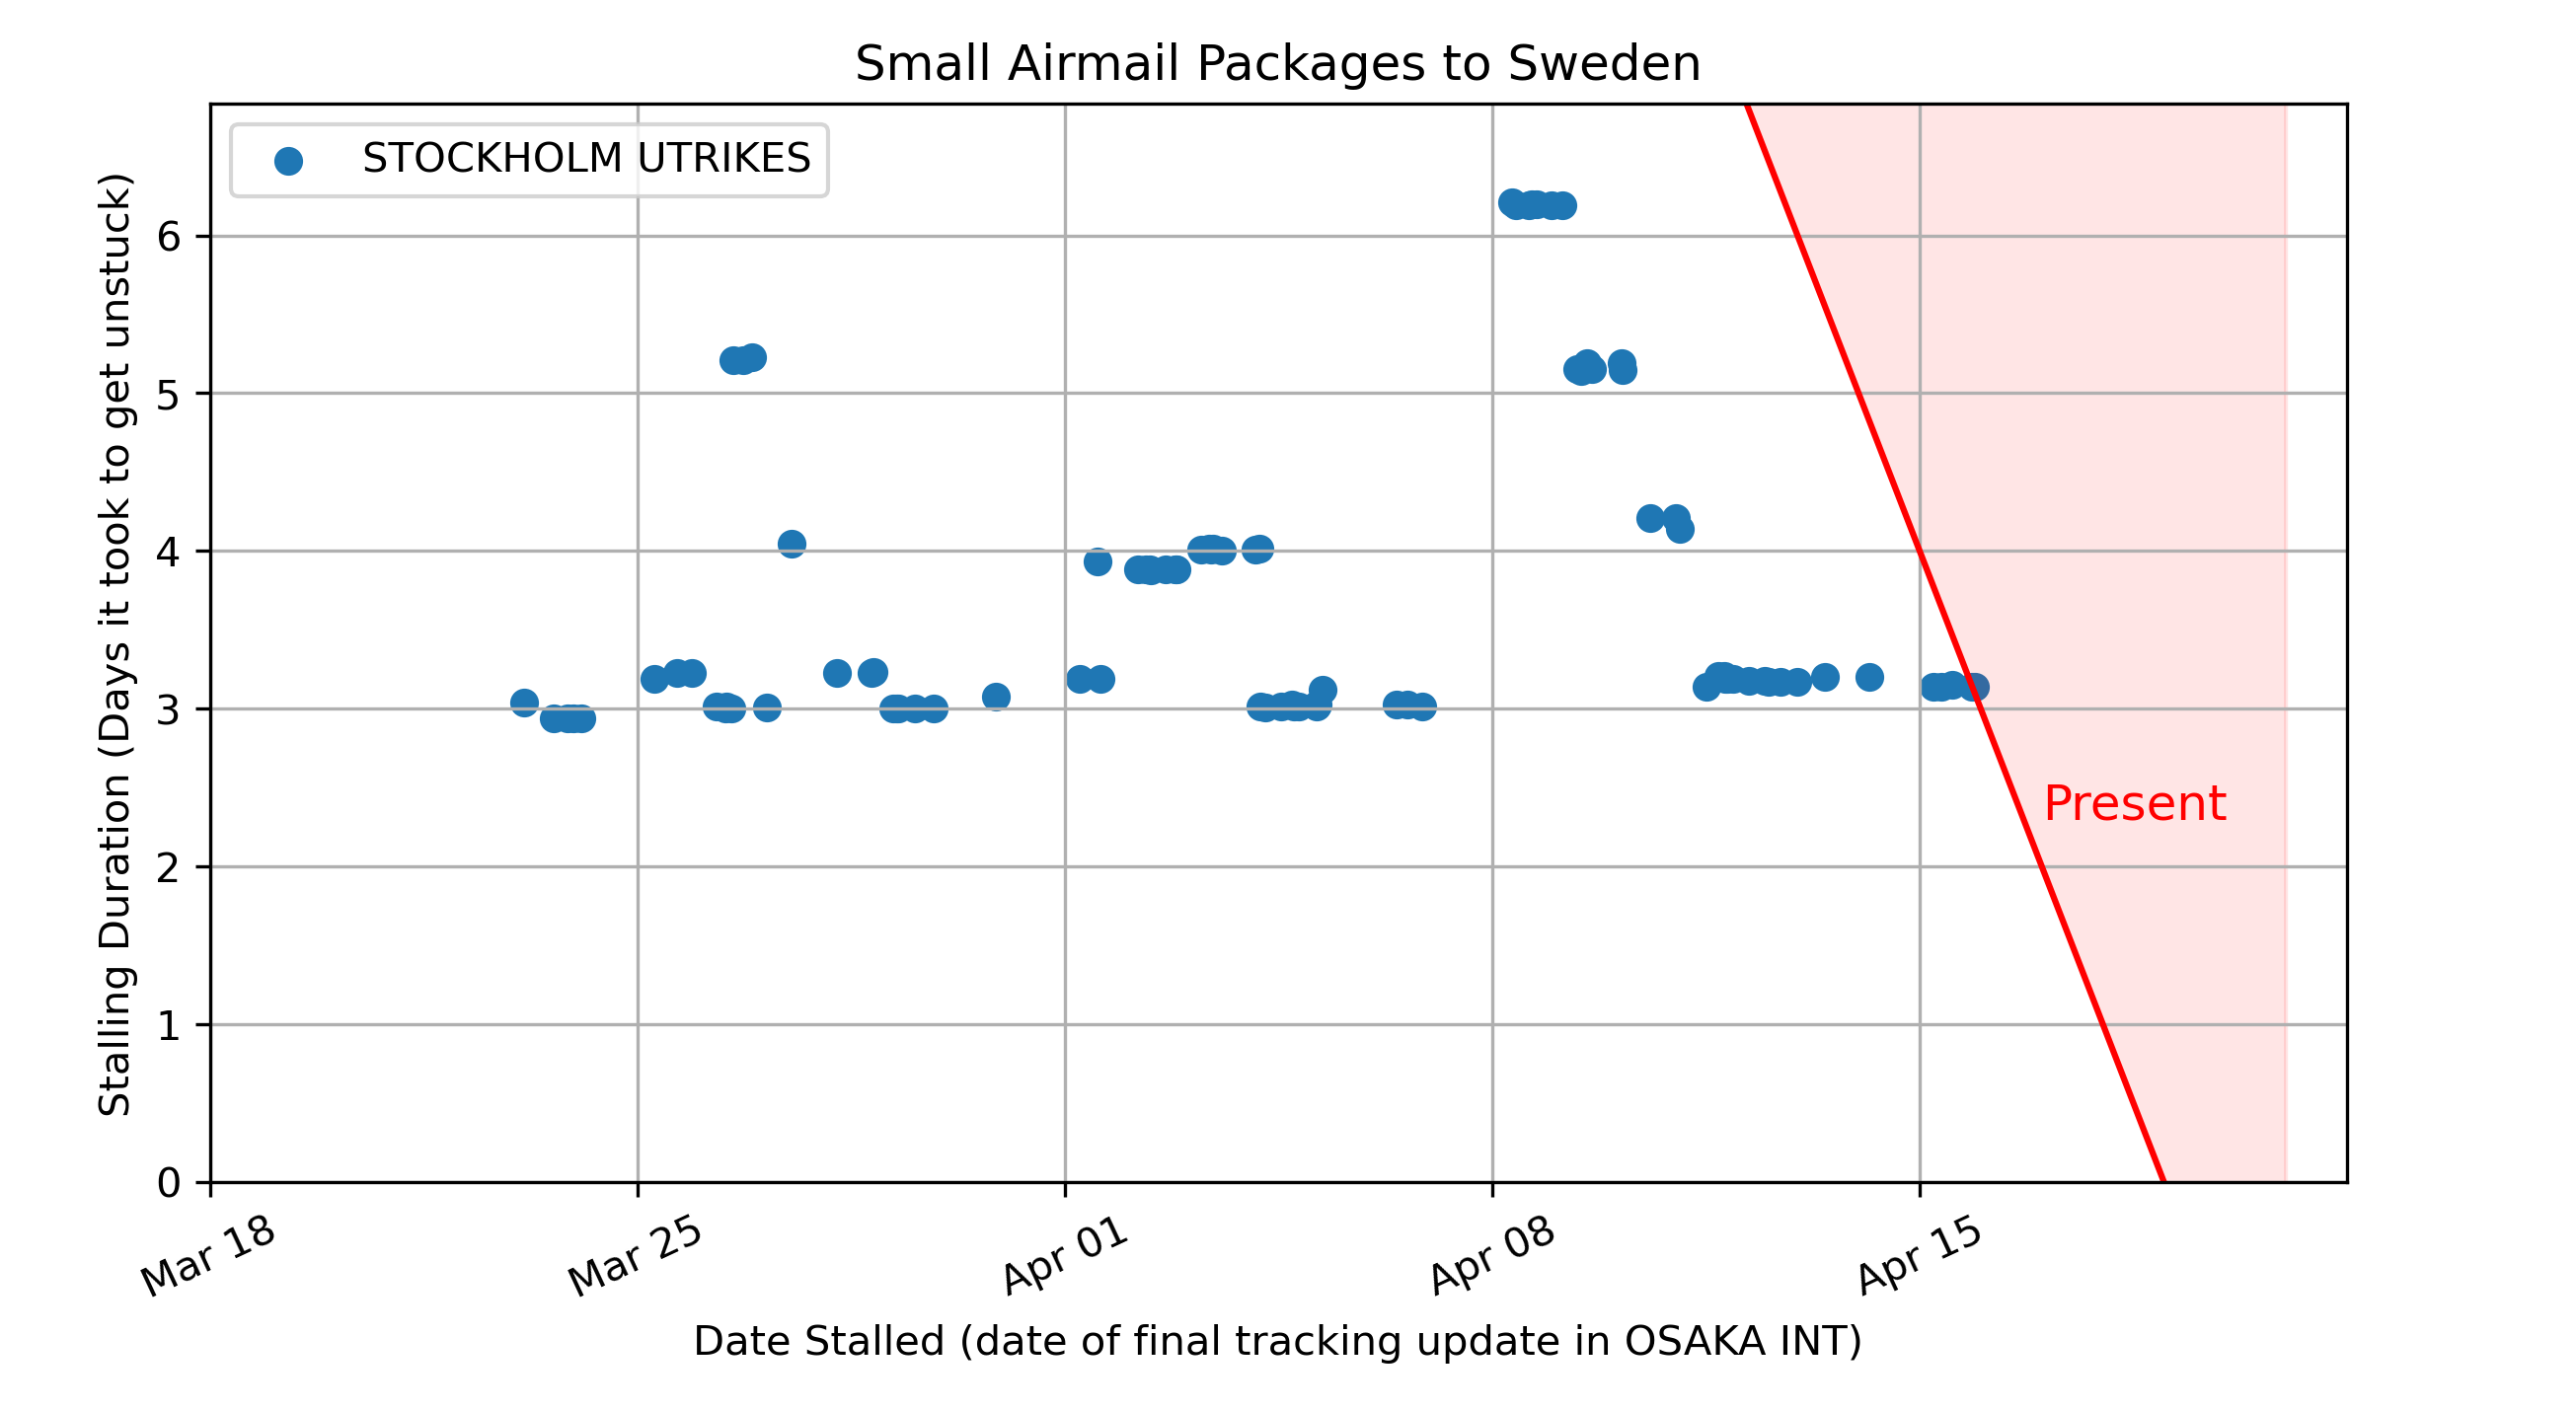 Small Airmail Packages to Sweden
STOCKHOLM UTRIKES
Stalling Duration (Days it took to get unstuck)
6
5
4
3
2
1
0
Present
Mar 18
Mar 25
Apr 01
Apr 08
Apr 15
Date Stalled (date of final tracking update in OSAKA INT)